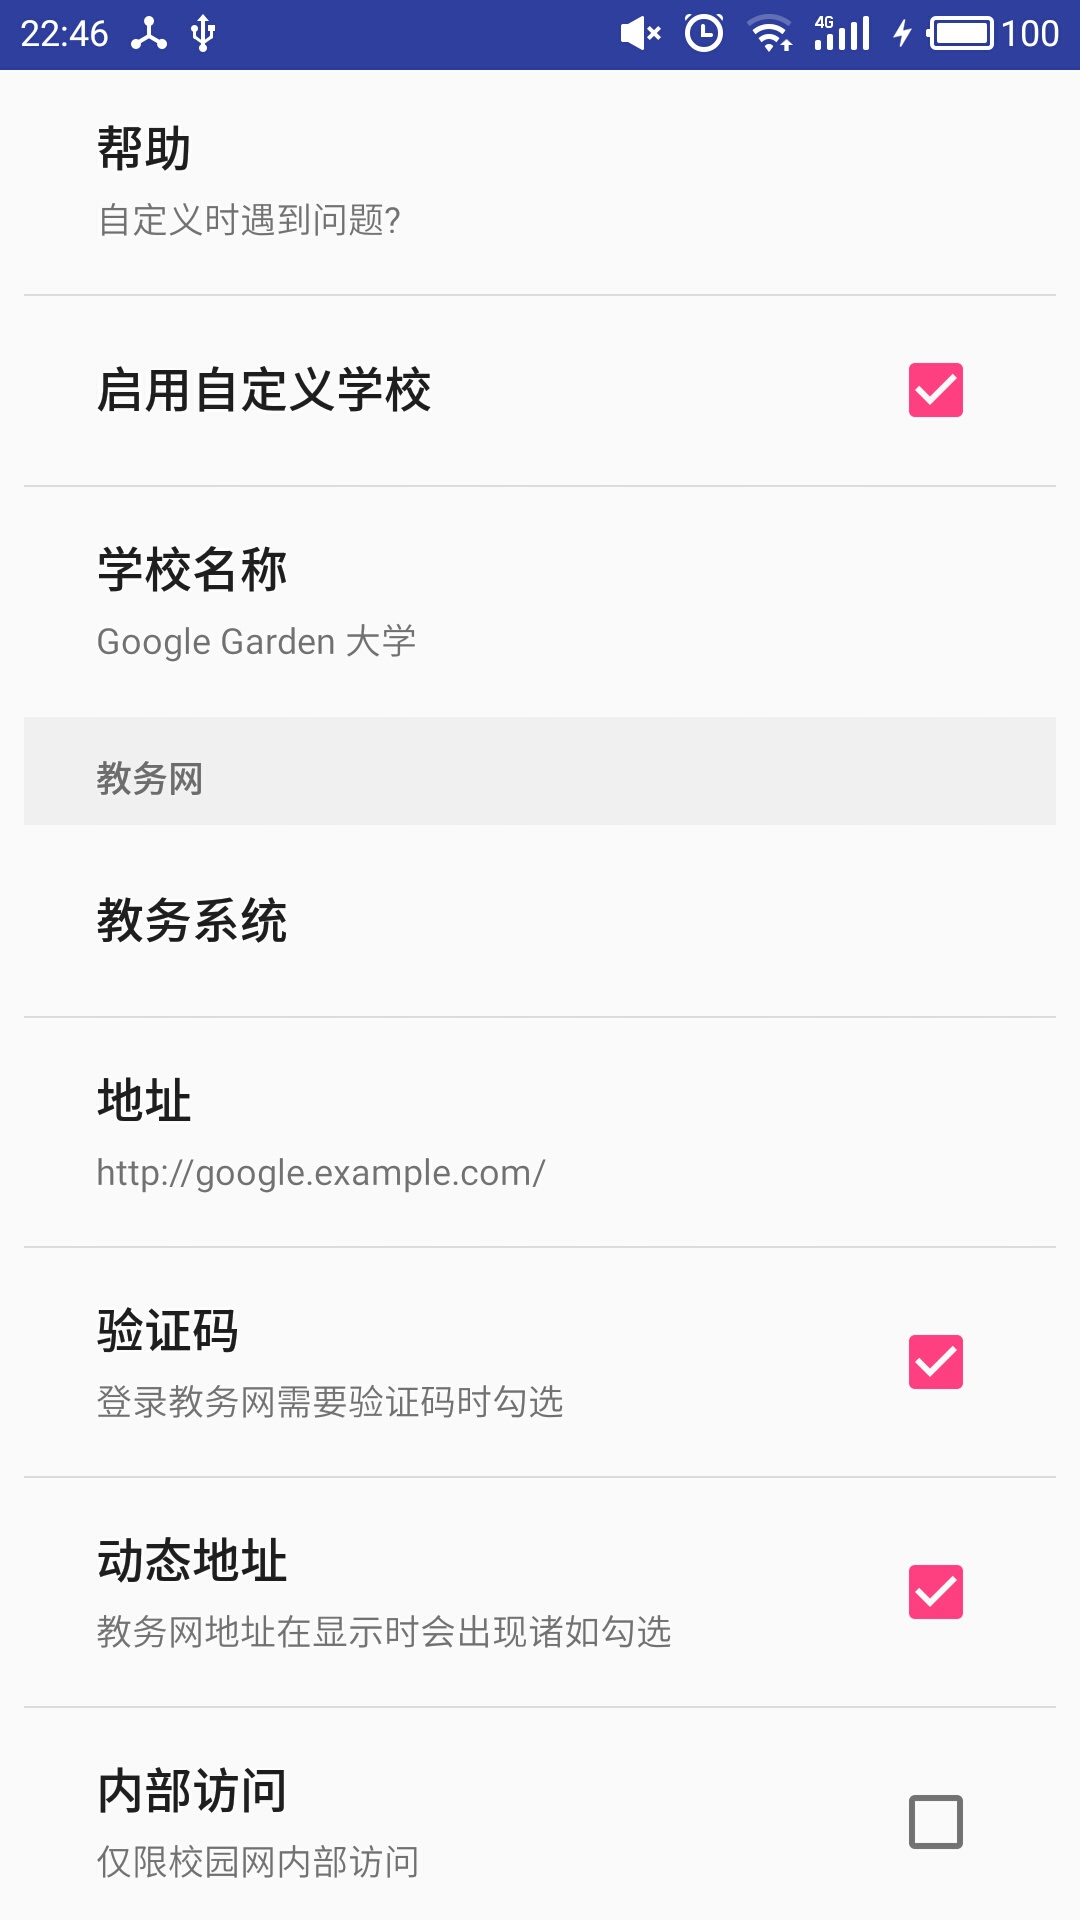 22:46 4G 100
帮助
自定义时遇到问题?
启用自定义学校
学校名称
Google Garden 大学
教务网
教务系统
地址
http://google.example.com/
验证码
登录教务网需要验证码时勾选
动态地址
教务网地址在显示时会出现诸如勾选
内部访问
仅限校园网内部访问